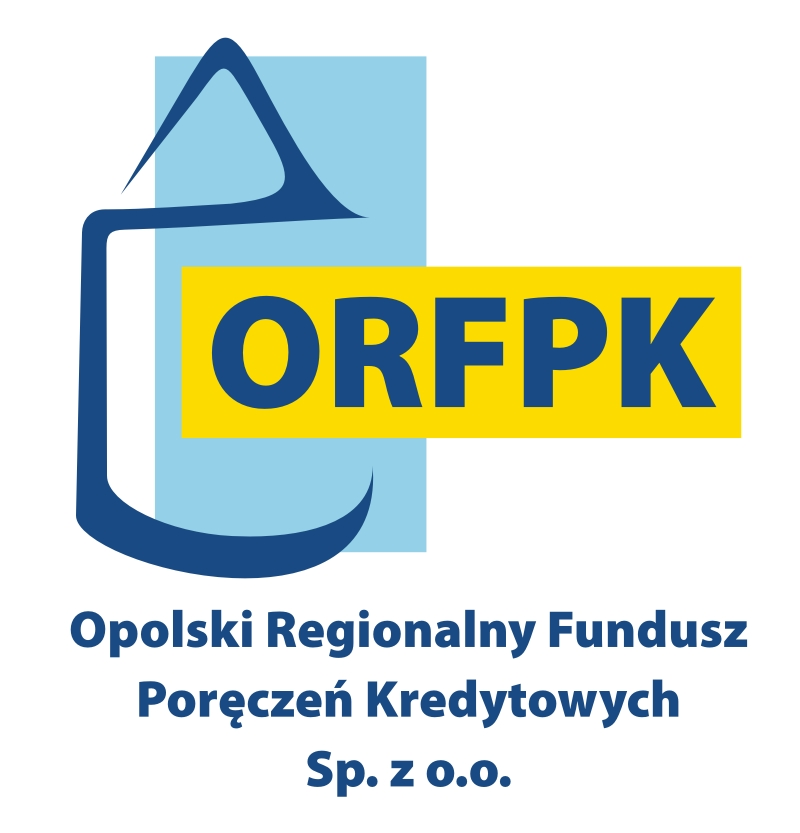 ORFPK
Opolski Regionalny Fundusz
Poręczeń Kredytowych
Sp. z o.o.